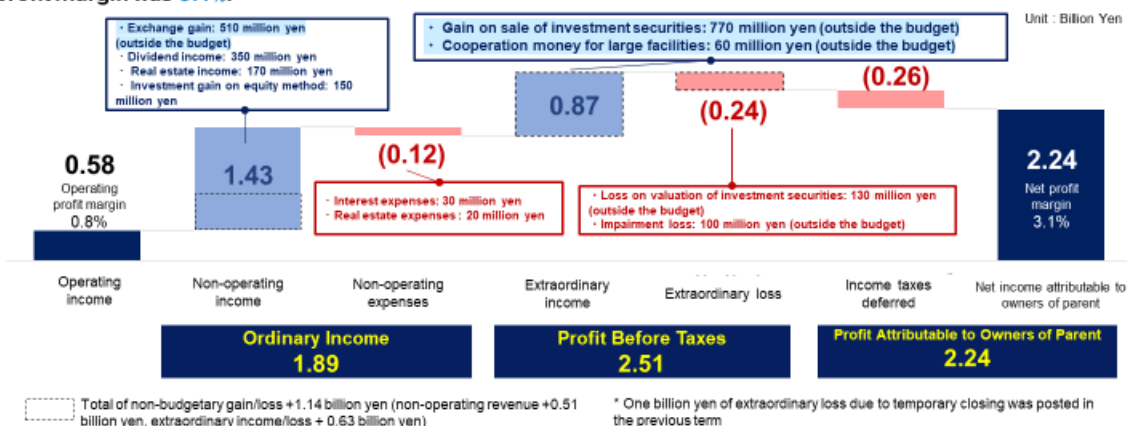 Unit : Billion Yen
· Exchange gain: 510 million yen
(outside the budget)
· Dividend income: 350 million yen
· Real estate income: 170 million yen
· Investment gain on equity method: 150
million yen
· Gain on sale of investment securities: 770 million yen (outside the budget)
· Cooperation money for large facilities: 60 million yen (outside the budget)
0.58
Operating
profit margin
0.8%
1.43
(0.12)
0.87
(0.24)
(0.26)
2.24
Net profit
margin
3.1%
· Interest expenses: 30 million yen
· Real estate expenses : 20 million yen
· Loss on valuation of investment securities: 130 million yen
(outside the budget)
· Impairment loss: 100 million yen (outside the budget)
Operating
income
Non-operating
income
Non-operating
expenses
Extraordinary
income
Extraordinary loss
Income taxes
deferred
Net income attributable to
owners of parent
Ordinary Income
1.89
Profit Before Taxes
2.51
Profit Attributable to Owners of Parent
2.24
Total of non-budgetary gain/loss +1.14 billion yen (non-operating revenue +0.51
billion yen, extraordinary income/loss + 0.63 billion yen)
* One billion yen of extraordinary loss due to temporary closing was posted in
the previous term